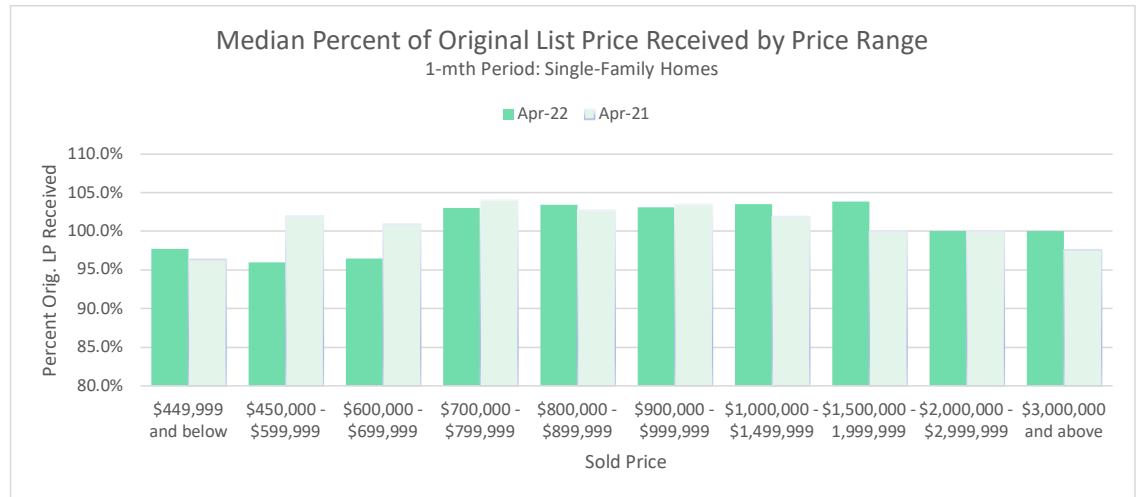 Median Percent of Original List Price Received by Price Range
1-mth Period: Single-Family Homes
Apr-22 Apr-21
Percent Orig. LP Received
110.0%
105.0%
100.0%
95.0%
90.0%
85.0%
80.0%
$449,999 and below
$450,000 - $599,999
$600,000 - $699,999
$700,000 - $799,999
$800,000 - $899,999
$900,000 - $999,999
$1,000,000 - $1,499,999
$1,500,000 - 1,999,999
$2,000,000 - $2,999,999
$3,000,000 and above
Sold Price